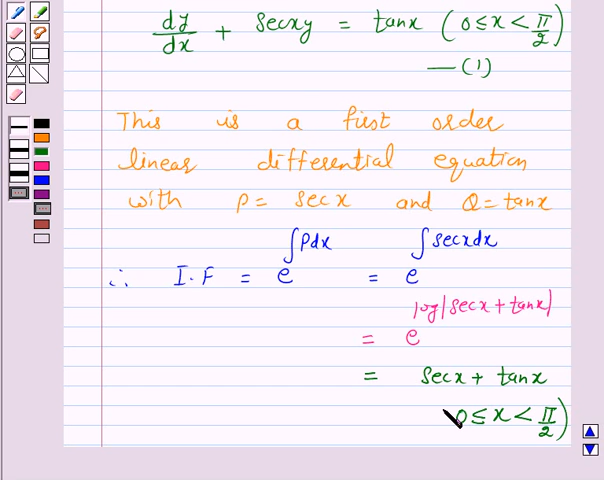 dy/dx + secxy = tanx (0 ≤ x < π/2)
—(1)
This is a first order
linear differential equation
with P = secx and Q = tanx
∴ I.F = e^∫Pdx = e^∫secxdx
= e^log|secx + tanx|
= secx + tanx
0 ≤ x < π/2)